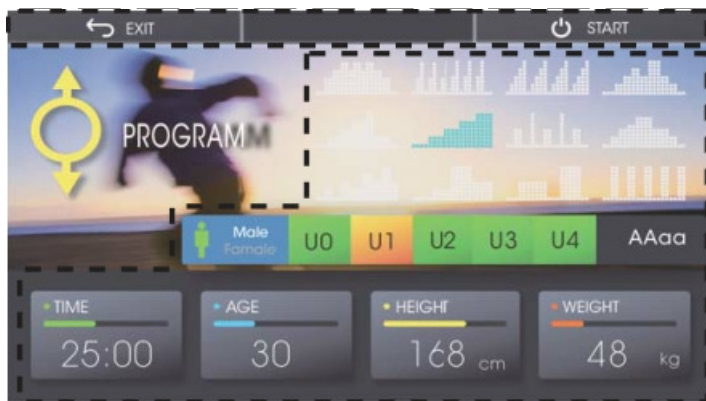 EXIT
START
PROGRAMM
Male
Famale
U0 U1 U2 U3 U4 AAaa
TIME AGE HEIGHT WEIGHT
25:00 30 168 cm 48 kg